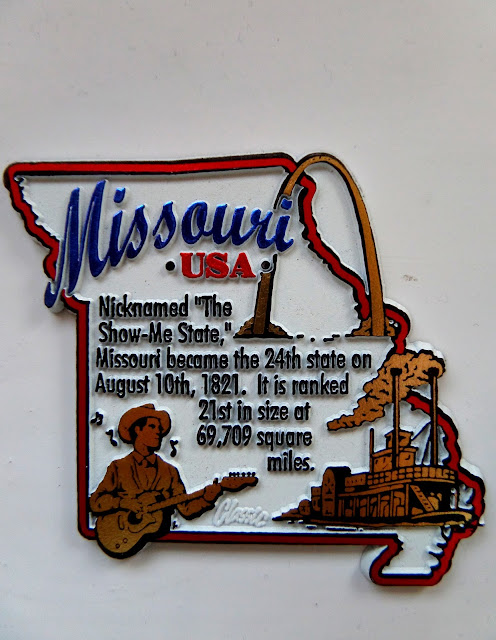 Missouri
• USA •
Nicknamed "The
Show-Me State,"
Missouri became the 24th state on
August 10th, 1821. It is ranked
21st in size at
69,709 square
miles.
Classic